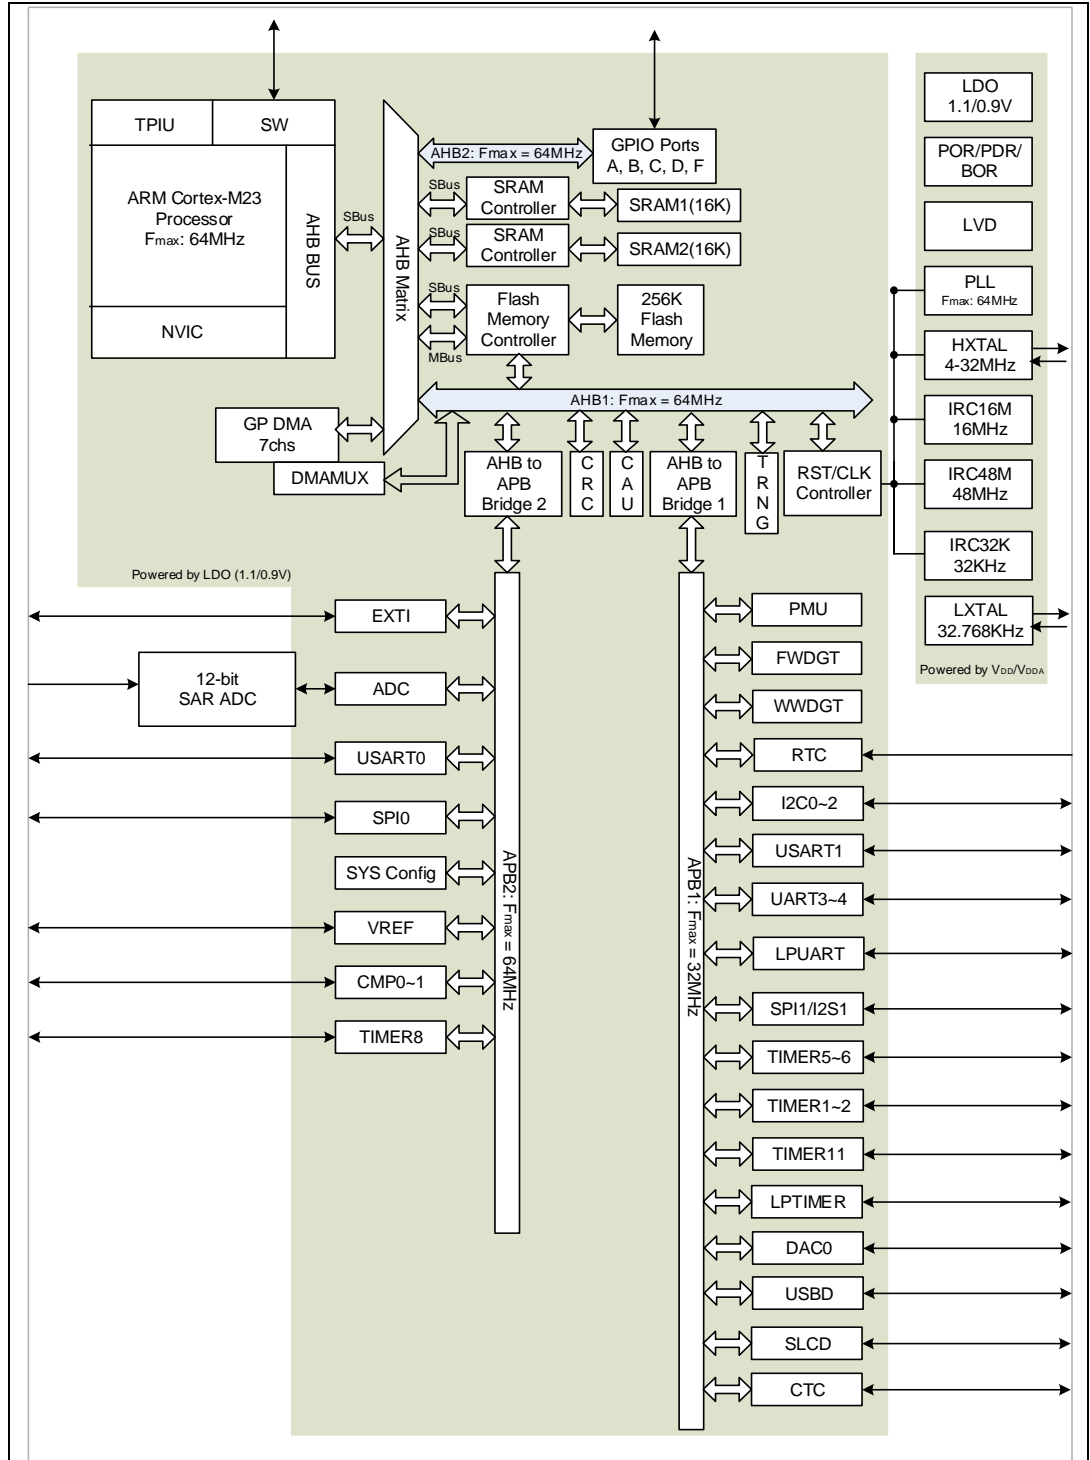 TPIU
SW
ARM Cortex-M23
Processor
Fmax: 64MHz
AHB BUS
NVIC
SBus
AHB Matrix
AHB2: Fmax = 64MHz
GPIO Ports
A, B, C, D, F
SBus
SRAM
Controller
SRAM1(16K)
SBus
SRAM
Controller
SRAM2(16K)
SBus
MBus
Flash
Memory
Controller
256K
Flash
Memory
AHB1: Fmax = 64MHz
GP DMA
7chs
DMAMUX
AHB to
APB
Bridge 2
C
R
C
C
A
U
AHB to
APB
Bridge 1
T
R
N
G
RST/CLK
Controller
Powered by LDO (1.1/0.9V)
LDO
1.1/0.9V
POR/PDR/
BOR
LVD
PLL
Fmax: 64MHz
HXTAL
4-32MHz
IRC16M
16MHz
IRC48M
48MHz
IRC32K
32KHz
LXTAL
32.768KHz
Powered by VDD/VDDA
EXTI
12-bit
SAR ADC
ADC
USART0
SPI0
SYS Config
VREF
CMP0~1
TIMER8
APB2: Fmax = 64MHz
APB1: Fmax = 32MHz
PMU
FWDGT
WWDGT
RTC
I2C0~2
USART1
UART3~4
LPUART
SPI1/I2S1
TIMER5~6
TIMER1~2
TIMER11
LPTIMER
DAC0
USBD
SLCD
CTC